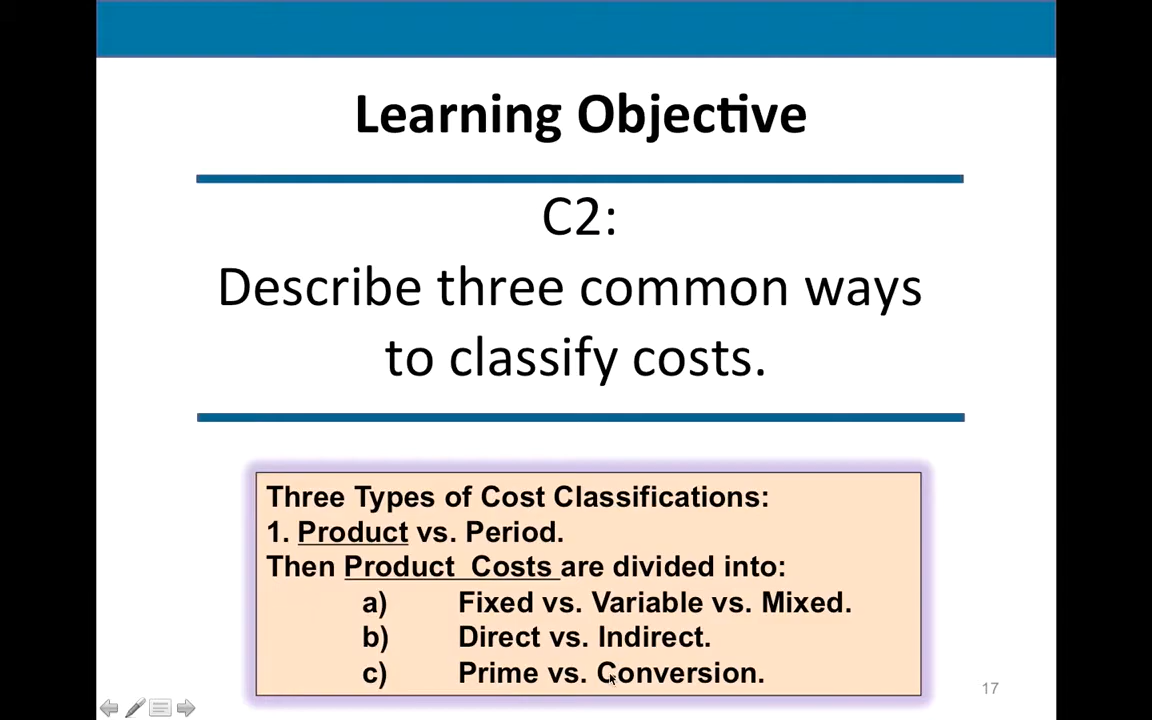 Learning Objective
C2:
Describe three common ways
to classify costs.
Three Types of Cost Classifications:
1. Product vs. Period.
Then Product Costs are divided into:
a) Fixed vs. Variable vs. Mixed.
b) Direct vs. Indirect.
c) Prime vs. Conversion.
17